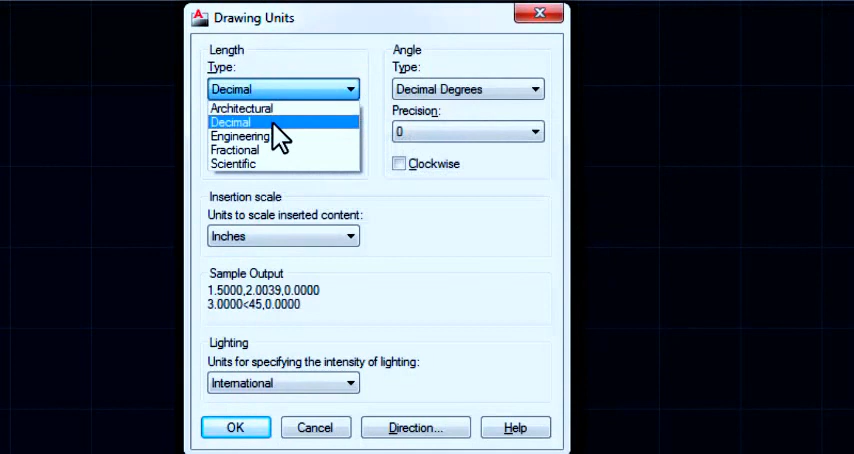 Drawing Units
Length
Type:
Decimal
Architectural
Decimal
Engineering
Fractional
Scientific
Angle
Type:
Decimal Degrees
Precision:
0
Clockwise
Insertion scale
Units to scale inserted content:
Inches
Sample Output
1.5000,2.0039,0.0000
3.0000<45,0.0000
Lighting
Units for specifying the intensity of lighting:
International
OK
Cancel
Direction...
Help